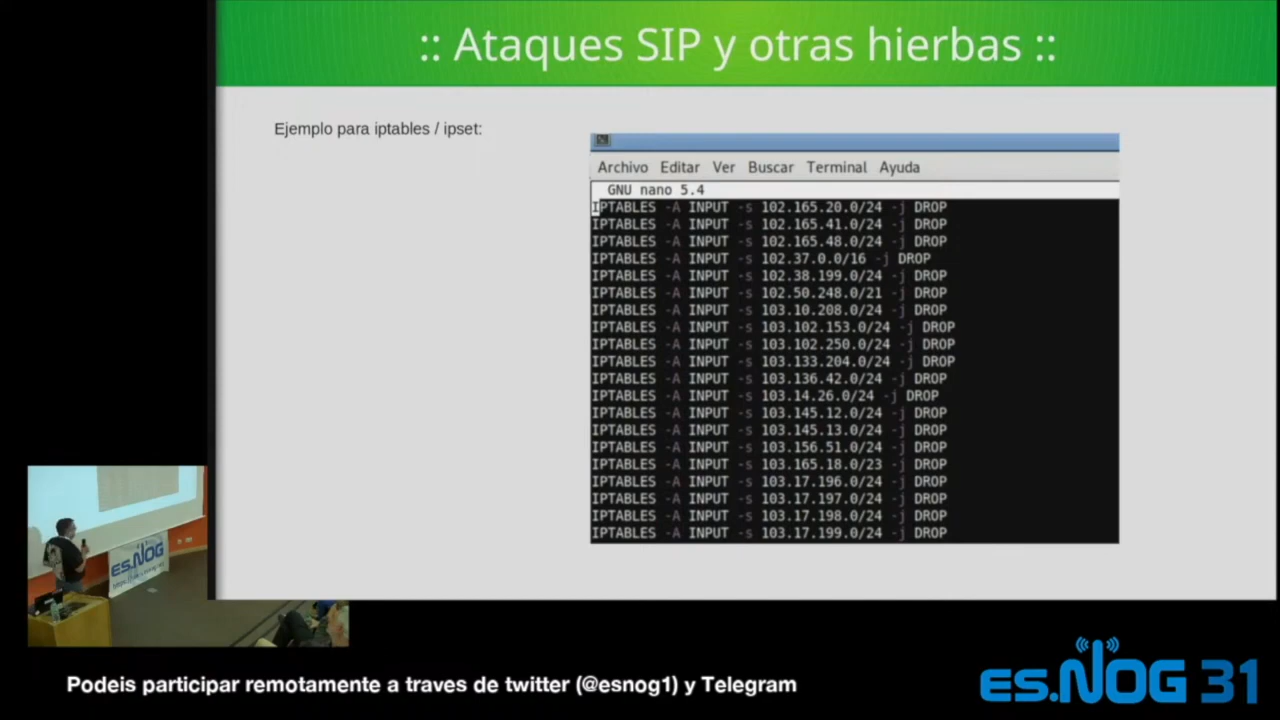 :: Ataques SIP y otras hierbas ::
Ejemplo para iptables / ipset:
Archivo Editar Ver Buscar Terminal Ayuda
GNU nano 5.4
IPTABLES -A INPUT -s 102.165.20.0/24 -j DROP
IPTABLES -A INPUT -s 102.165.41.0/24 -j DROP
IPTABLES -A INPUT -s 102.165.48.0/24 -j DROP
IPTABLES -A INPUT -s 102.37.0.0/16 -j DROP
IPTABLES -A INPUT -s 102.38.199.0/24 -j DROP
IPTABLES -A INPUT -s 102.50.248.0/21 -j DROP
IPTABLES -A INPUT -s 103.10.208.0/24 -j DROP
IPTABLES -A INPUT -s 103.102.153.0/24 -j DROP
IPTABLES -A INPUT -s 103.102.250.0/24 -j DROP
IPTABLES -A INPUT -s 103.133.204.0/24 -j DROP
IPTABLES -A INPUT -s 103.136.42.0/24 -j DROP
IPTABLES -A INPUT -s 103.14.26.0/24 -j DROP
IPTABLES -A INPUT -s 103.145.12.0/24 -j DROP
IPTABLES -A INPUT -s 103.145.13.0/24 -j DROP
IPTABLES -A INPUT -s 103.156.51.0/24 -j DROP
IPTABLES -A INPUT -s 103.165.18.0/23 -j DROP
IPTABLES -A INPUT -s 103.17.196.0/24 -j DROP
IPTABLES -A INPUT -s 103.17.197.0/24 -j DROP
IPTABLES -A INPUT -s 103.17.198.0/24 -j DROP
IPTABLES -A INPUT -s 103.17.199.0/24 -j DROP
es.NOG
Podeis participar remotamente a traves de twitter (@esnog1) y Telegram
es.NOG 31